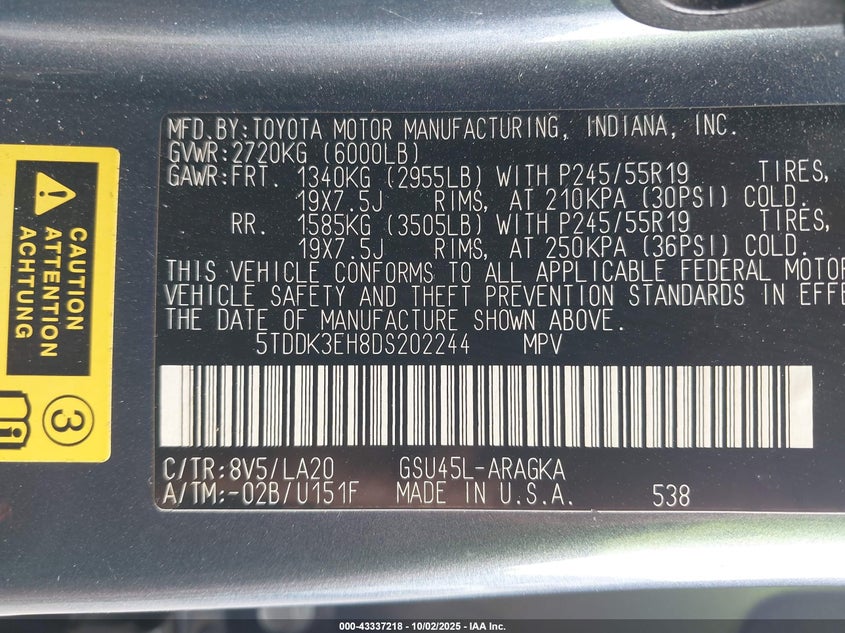 MFD.BY:TOYOTA MOTOR MANUFACTURING, INDIANA, INC.
GVWR:2720KG (6000LB)
GAWR:FRT. 1340KG (2955LB) WITH P245/55R19 TIRES,
19X7.5J RIMS, AT 210KPA (30PSI) COLD.
RR. 1585KG (3505LB) WITH P245/55R19 TIRES,
19X7.5J RIMS, AT 250KPA (36PSI) COLD.
THIS VEHICLE CONFORMS TO ALL APPLICABLE FEDERAL MOTOR
VEHICLE SAFETY AND THEFT PREVENTION STANDARDS IN EFFE
THE DATE OF MANUFACTURE SHOWN ABOVE.
5TDDK3EH8DS202244 MPV
C/TR:8V5/LA20 GSU45L-ARAGKA
A/TM:-02B/U151F MADE IN U.S.A. 538
CAUTION
ATTENTION
ACHTUNG
3
i
000-43337218 - 10/02/2025 - IAA Inc.